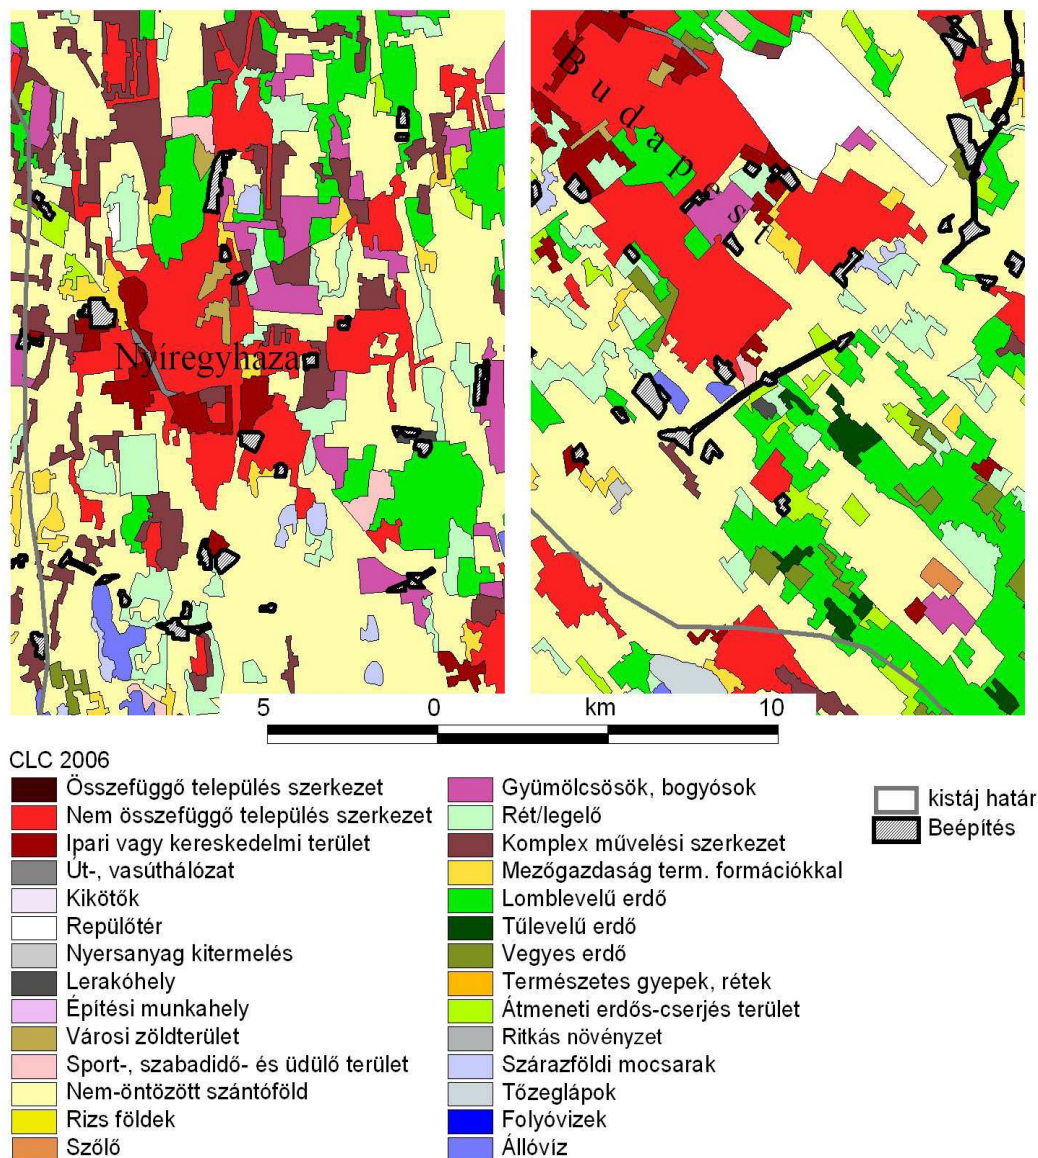 Budapest
Nyíregyháza
5 0 km 10
CLC 2006
Összefüggő település szerkezet
Nem összefüggő település szerkezet
Ipari vagy kereskedelmi terület
Út-, vasúthálózat
Kikötők
Repülőtér
Nyersanyag kitermelés
Lerakóhely
Építési munkahely
Városi zöldterület
Sport-, szabadidő- és üdülő terület
Nem-öntözött szántóföld
Rizs földek
Szőlő
Gyümölcsösök, bogyósok
Rét/legelő
Komplex művelési szerkezet
Mezőgazdaság term. formációkkal
Lomblevelű erdő
Tűlevelű erdő
Vegyes erdő
Természetes gyepek, rétek
Átmeneti erdős-cserjés terület
Ritkás növényzet
Szárazföldi mocsarak
Tőzeglápok
Folyóvizek
Állóvíz
kistáj határ
Beépítés